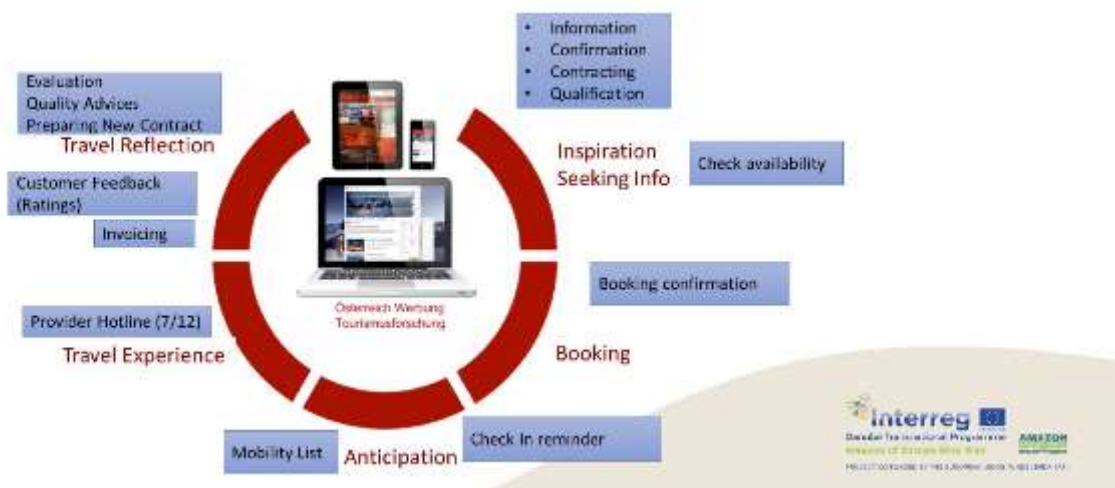 • Information
• Confirmation
• Contracting
• Qualification
Evaluation
Quality Advices
Preparing New Contract
Travel Reflection
Inspiration
Seeking Info
Check availability
Customer Feedback
(Ratings)
Invoicing
Booking confirmation
Österreich Werbung
Tourismusforschung
Provider Hotline (7/12)
Travel Experience
Booking
Mobility List
Anticipation
Check In reminder
Interreg
Danube Transnational Programme